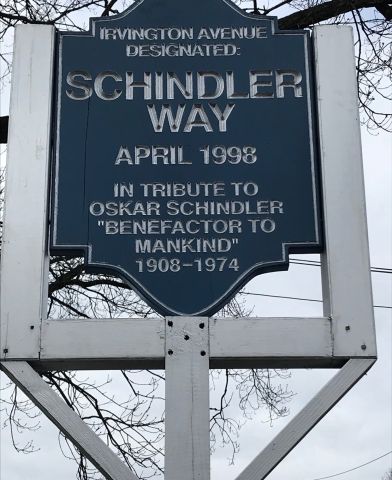 IRVINGTON AVENUE
DESIGNATED:
SCHINDLER
WAY
APRIL 1998
IN TRIBUTE TO
OSKAR SCHINDLER
"BENEFACTOR TO
MANKIND"
1908-1974